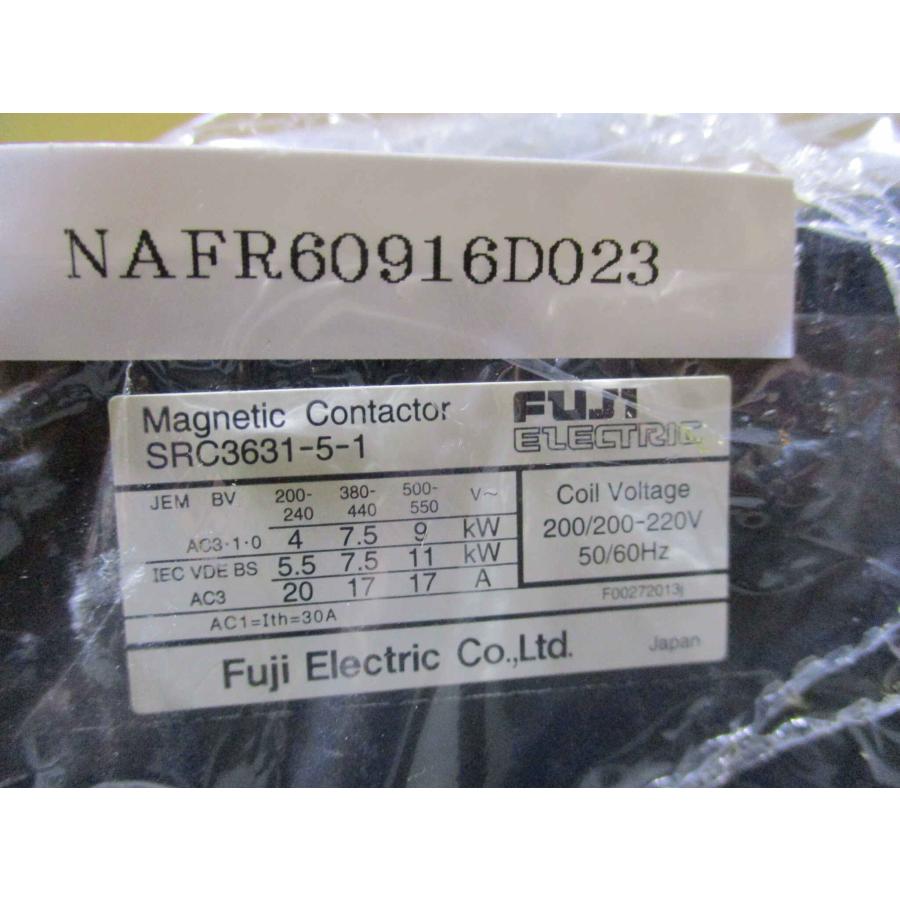 NAFR60916D023
Magnetic Contactor
SRC3631-5-1
FUJI
ELECTRIC
JEM BV 200-240 380-440 500-550 V~
AC3・1・0 4 7.5 9 kW
IEC VDE BS 5.5 7.5 11 kW
AC3 20 17 17 A
AC1=Ith=30A
Coil Voltage
200/200-220V
50/60Hz
F00272013j
Fuji Electric Co.,Ltd.
Japan